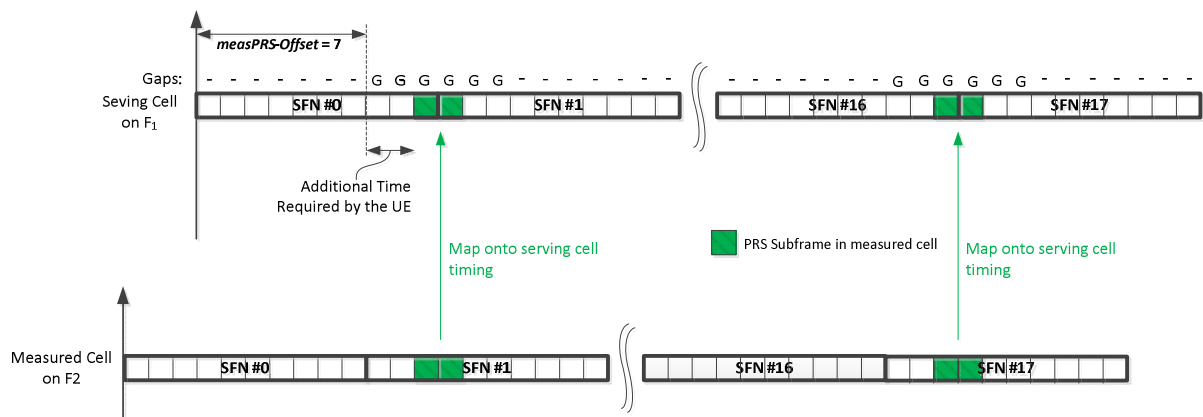 measPRS-Offset = 7
Gaps: - - - - - - - G G G G G G - - - - - - - - - - - - - - G G G G G G - - - - - - -
Seving Cell
on F1
SFN #0 SFN #1 SFN #16 SFN #17
Additional Time
Required by the UE
Map onto serving cell
timing
PRS Subframe in measured cell
Map onto serving cell
timing
Measured Cell
on F2
SFN #0 SFN #1 SFN #16 SFN #17